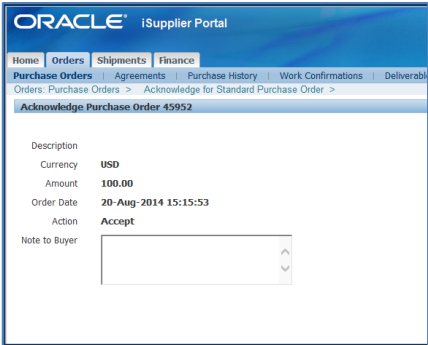 ORACLE® iSupplier Portal
Home Orders Shipments Finance
Purchase Orders | Agreements | Purchase History | Work Confirmations | Deliverabl
Orders: Purchase Orders > Acknowledge for Standard Purchase Order >
Acknowledge Purchase Order 45952
Description
Currency USD
Amount 100.00
Order Date 20-Aug-2014 15:15:53
Action Accept
Note to Buyer